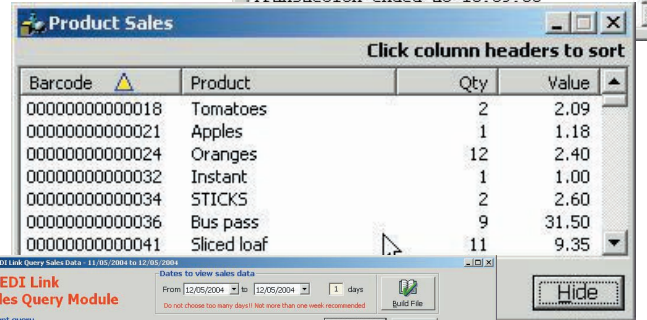 Product Sales
Click column headers to sort
Barcode Product Qty Value
00000000000018 Tomatoes 2 2.09
00000000000021 Apples 1 1.18
00000000000024 Oranges 12 2.40
00000000000032 Instant 1 1.00
00000000000034 STICKS 2 2.60
00000000000036 Bus pass 9 31.50
00000000000041 Sliced loaf 11 9.35
Hide
EDI Link Query Sales Data - 11/05/2004 to 12/05/2004
EDI Link
Query Module
Dates to view sales data
From 12/05/2004 to 12/05/2004 1 days
Do not choose too many days!! Not more than one week recommended
Build File
query